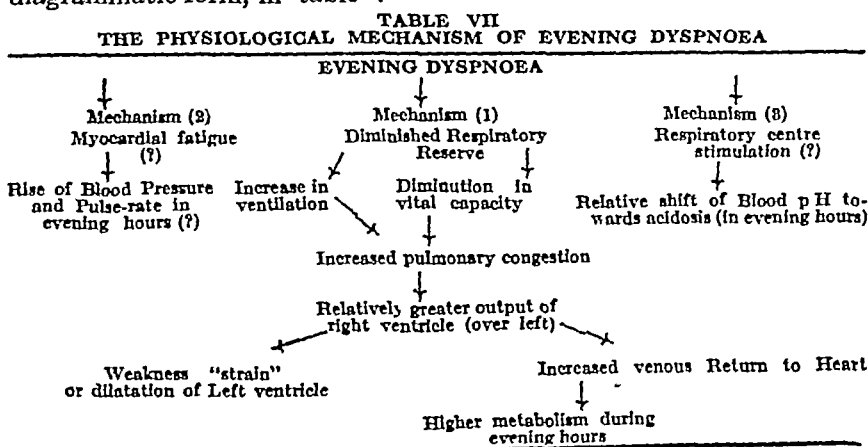 diagrammatic form, in table .
TABLE VII
THE PHYSIOLOGICAL MECHANISM OF EVENING DYSPNOEA
EVENING DYSPNOEA
Mechanism (2)
Myocardial fatigue
(?)
Mechanism (1)
Diminished Respiratory
Reserve
Mechanism (3)
Respiratory centre
stimulation (?)
Rise of Blood Pressure
and Pulse-rate in
evening hours (?)
Increase in
ventilation
Diminution in
vital capacity
Relative shift of Blood pH to-
wards acidosis (in evening hours)
Increased pulmonary congestion
Relatively greater output of
right ventricle (over left)
Weakness "strain"
or dilatation of Left ventricle
Increased venous Return to Heart
Higher metabolism during
evening hours